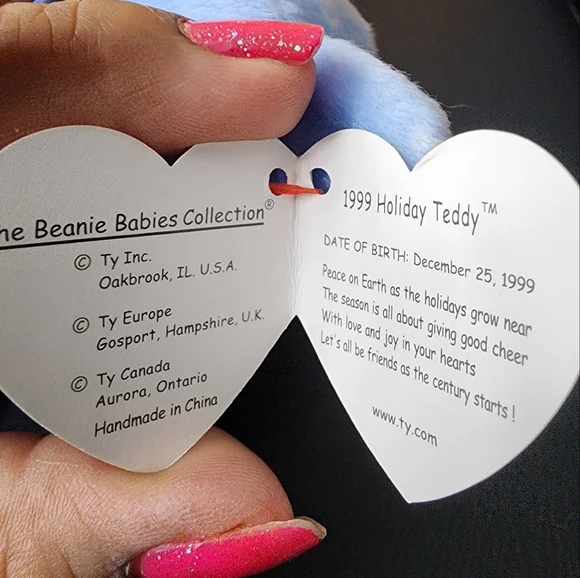 he Beanie Babies Collection®
© Ty Inc.
Oakbrook, IL. U.S.A.
© Ty Europe
Gosport, Hampshire, U.K.
© Ty Canada
Aurora, Ontario
Handmade in China
1999 Holiday Teddy™
DATE OF BIRTH: December 25, 1999
Peace on Earth as the holidays grow near
The season is all about giving good cheer
With love and joy in your hearts
Let's all be friends as the century starts !
www.ty.com